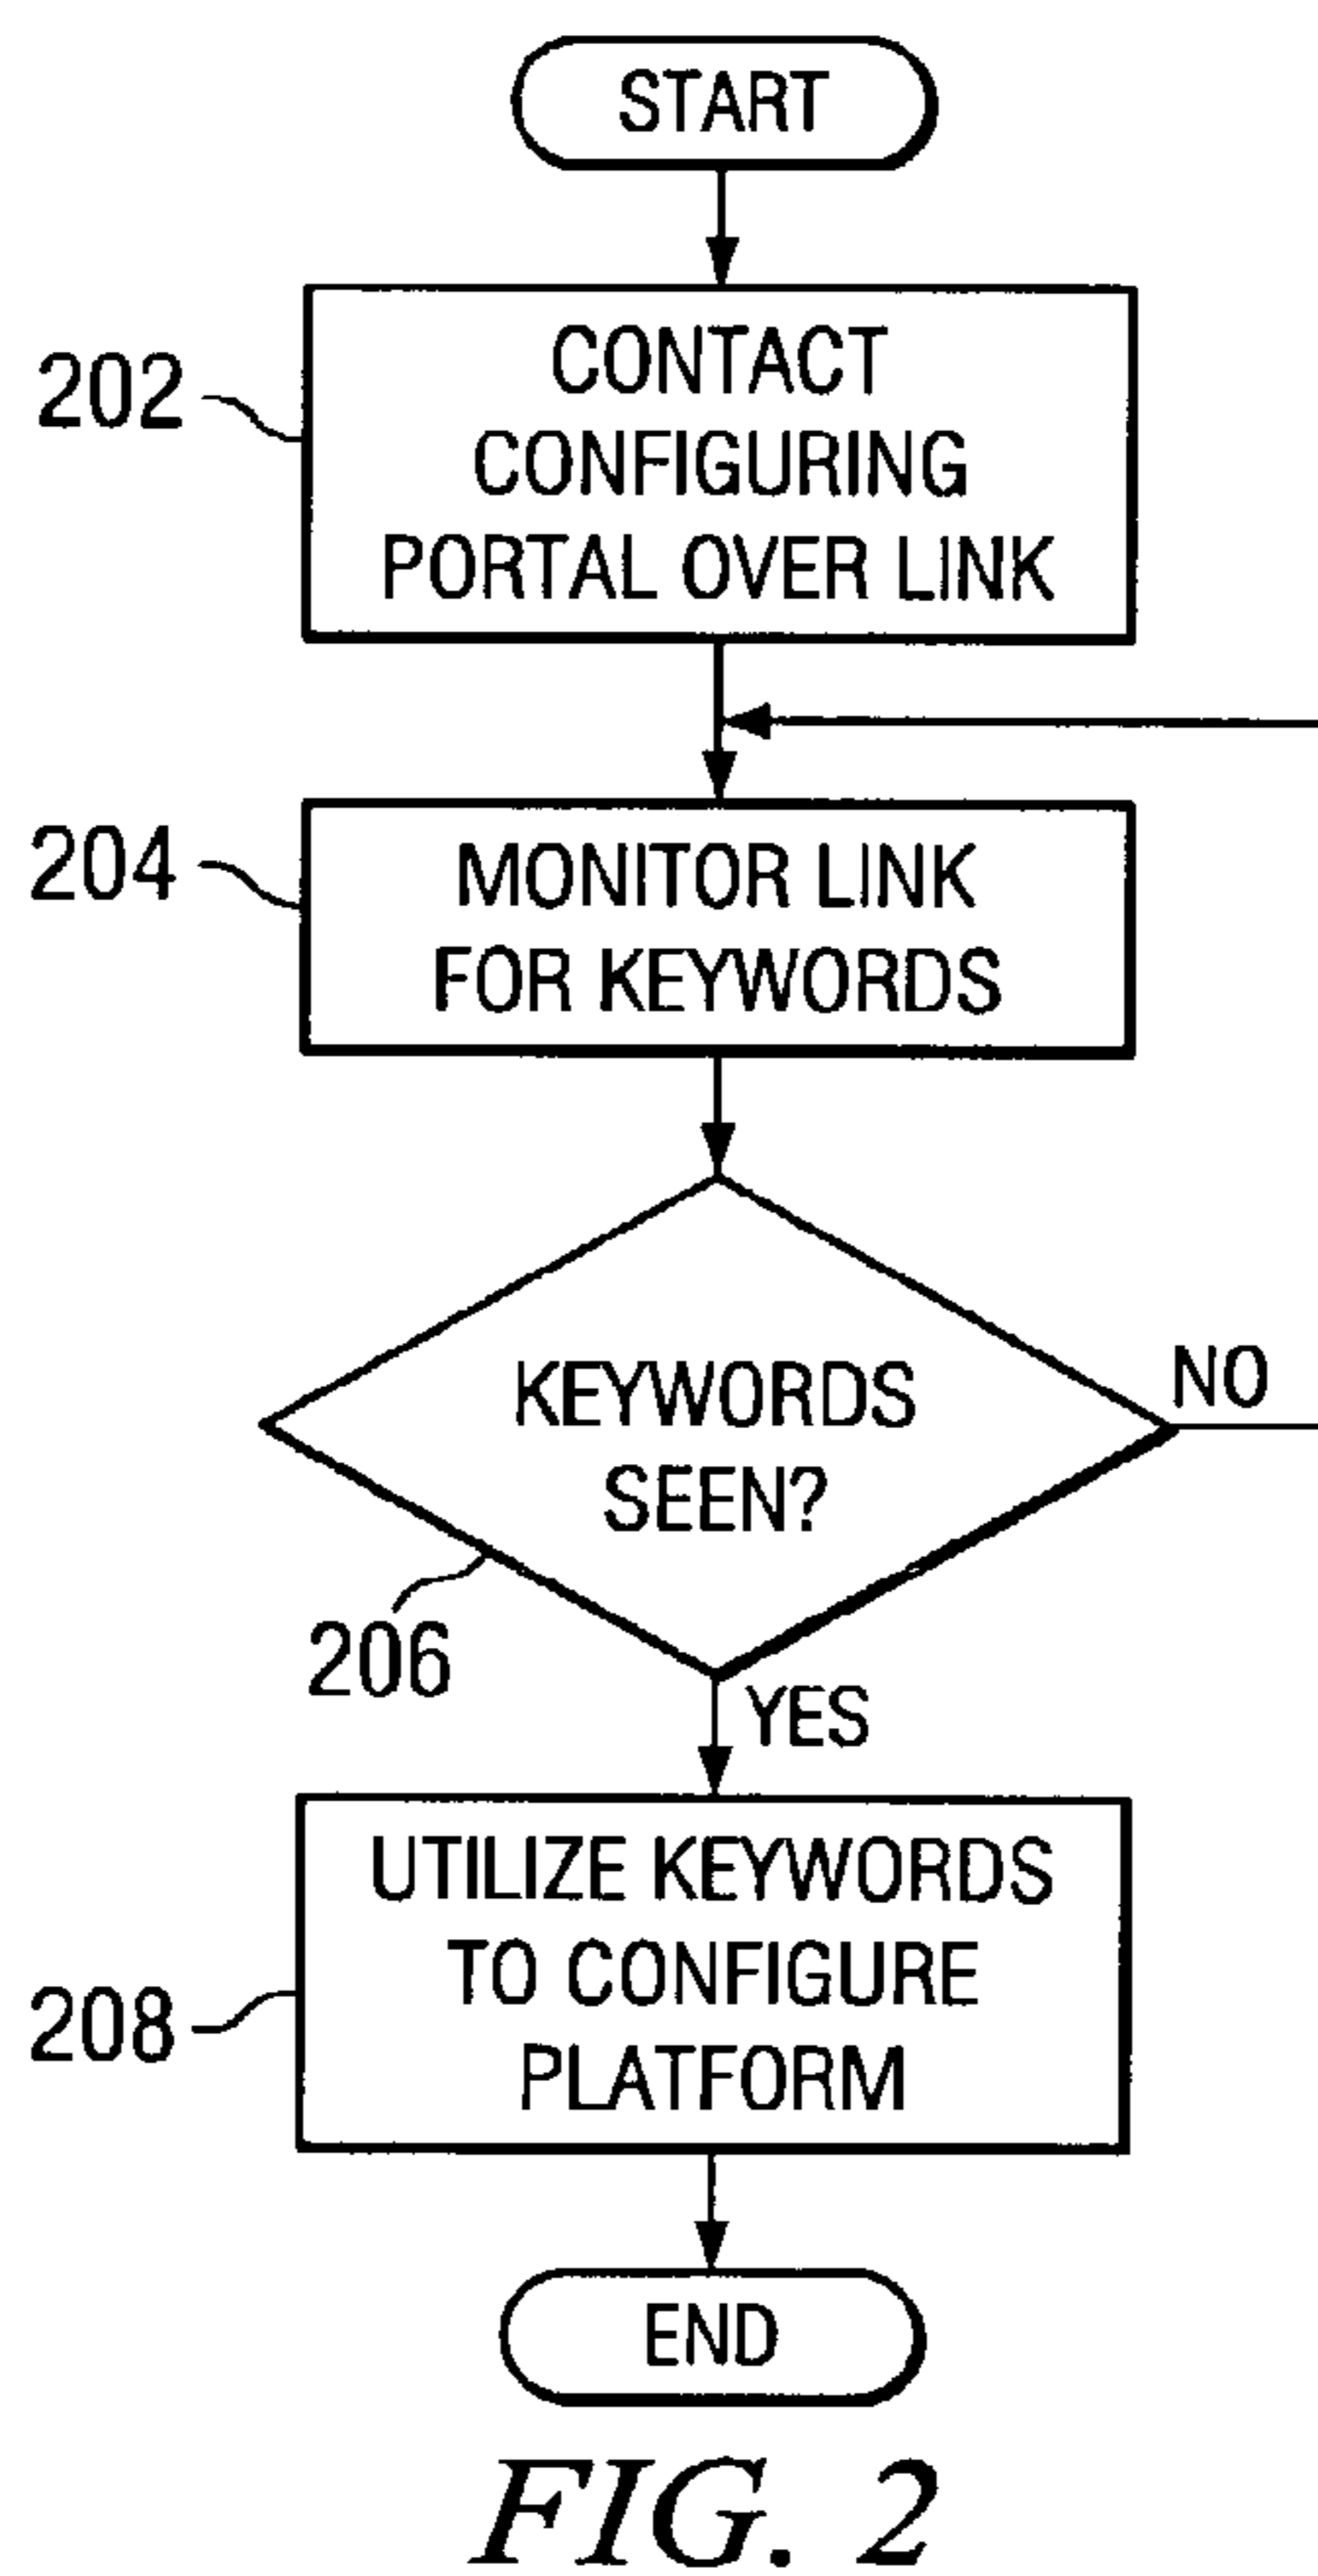 START
202
CONTACT
CONFIGURING
PORTAL OVER LINK
204
MONITOR LINK
FOR KEYWORDS
KEYWORDS
SEEN?
NO
206
YES
UTILIZE KEYWORDS
TO CONFIGURE
PLATFORM
208
END
FIG. 2